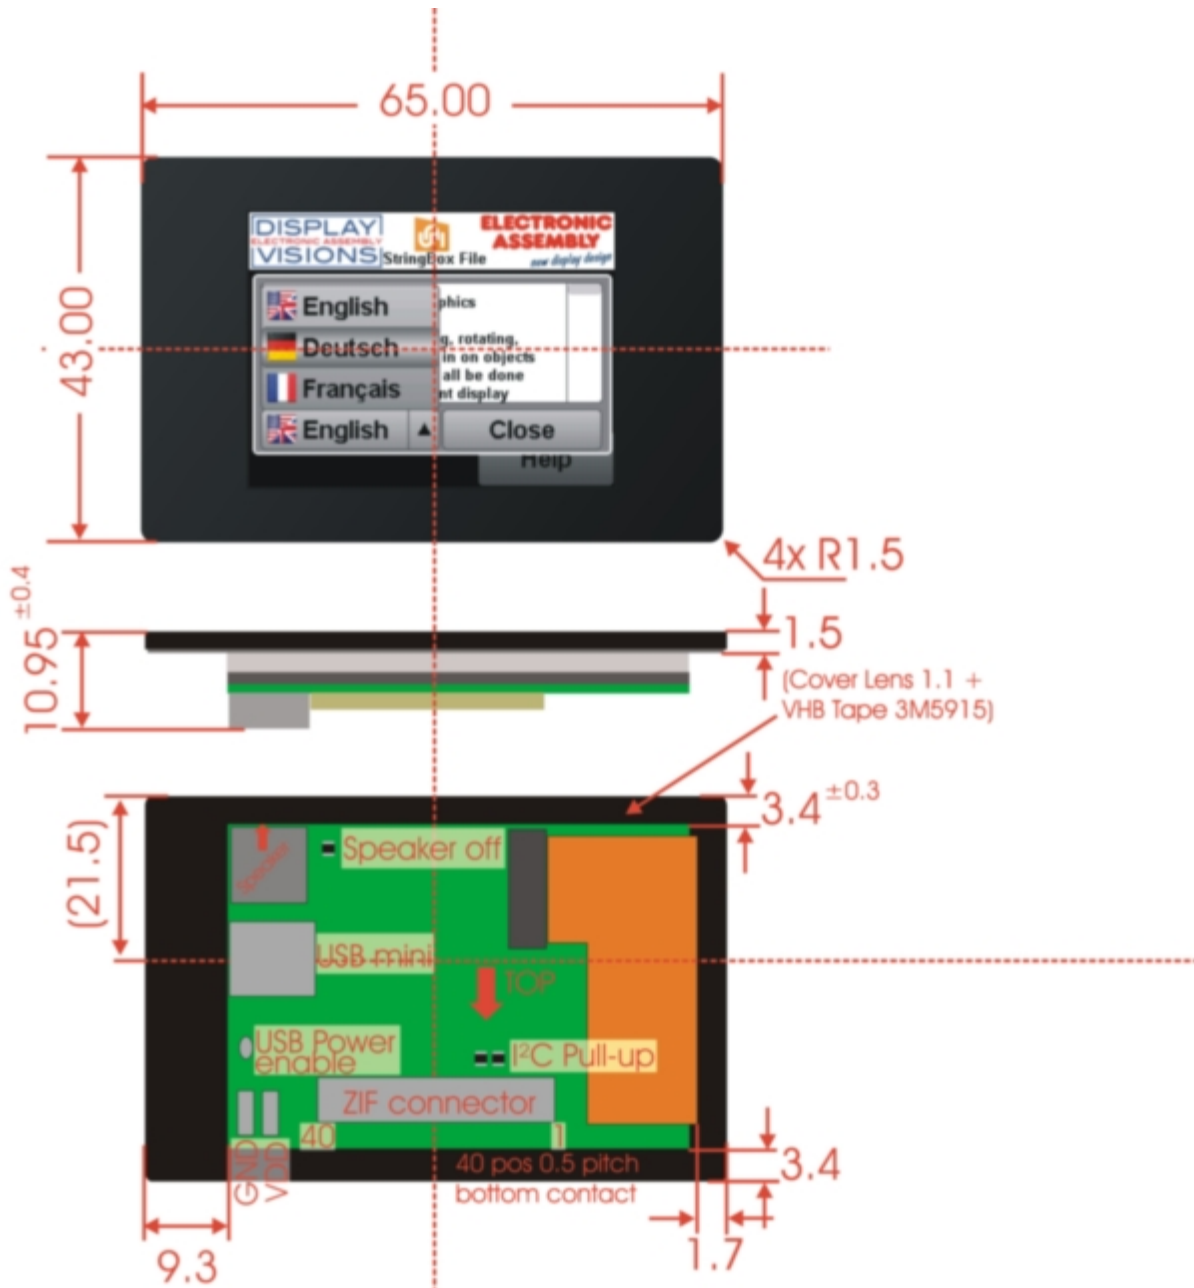 65.00
43.00
DISPLAY
ELECTRONIC ASSEMBLY
VISIONS
StringBox File
ELECTRONIC
ASSEMBLY
new display design
English
phics
Deutsch
g, rotating,
in on objects
all be done
Français
nt display
English
▲
Close
Help
4x R1.5
10.95 ±0.4
1.5
(Cover Lens 1.1 +
VHB Tape 3M5915)
3.4 ±0.3
(21.5)
Speaker
Speaker off
USB mini
TOP
USB Power
enable
I²C Pull-up
ZIF connector
40
1
GND
VDD
40 pos 0.5 pitch
bottom contact
3.4
9.3
1.7